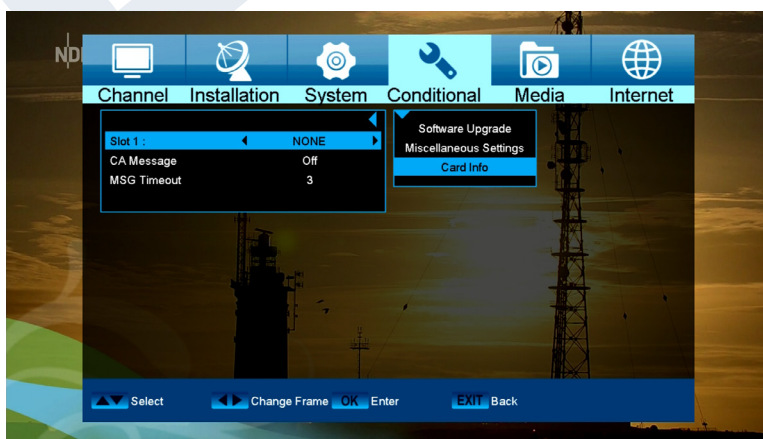 Channel Installation System Conditional Media Internet
Slot 1 : NONE
CA Message Off
MSG Timeout 3
Software Upgrade
Miscellaneous Settings
Card Info
Select Change Frame OK Enter EXIT Back